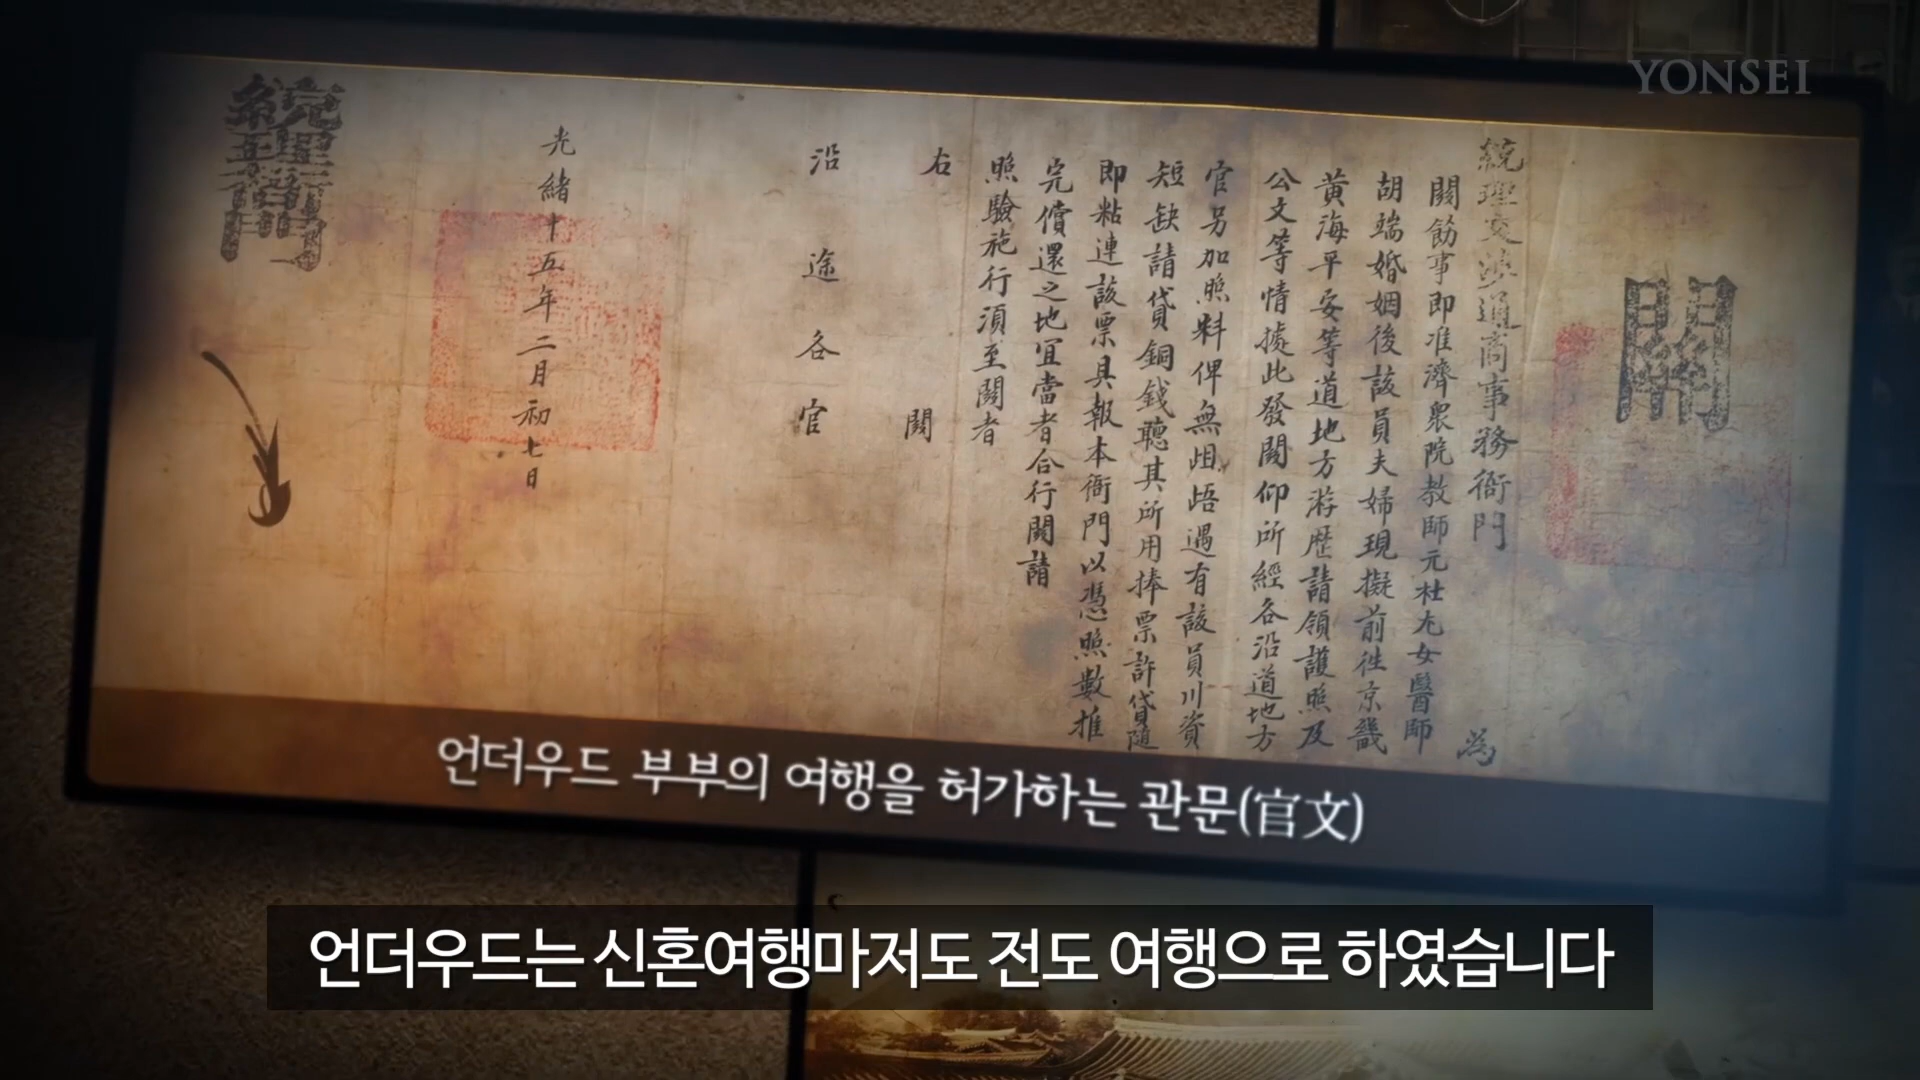 YONSEI
關
統理交涉通商事務衙門 爲
關飭事即准濟衆院教師元杜尤女醫師
胡端婚姻後該員夫婦現擬前往京畿
黃海平安等道地方游歷請領護照及
公文等情據此發關仰所經各沿道地方
官另加照料俾無咀唔遇有該員川資
短缺請貸銅錢聽其所用捧票許貸隨
即粘連該票具報本衙門以憑照數推
完償還之地宜當者合行關請
照驗施行須至關者
右 關
沿途各官
光緒十五年二月初七日
統理衙門
언더우드 부부의 여행을 허가하는 관문(官文)
언더우드는 신혼여행마저도 전도 여행으로 하였습니다